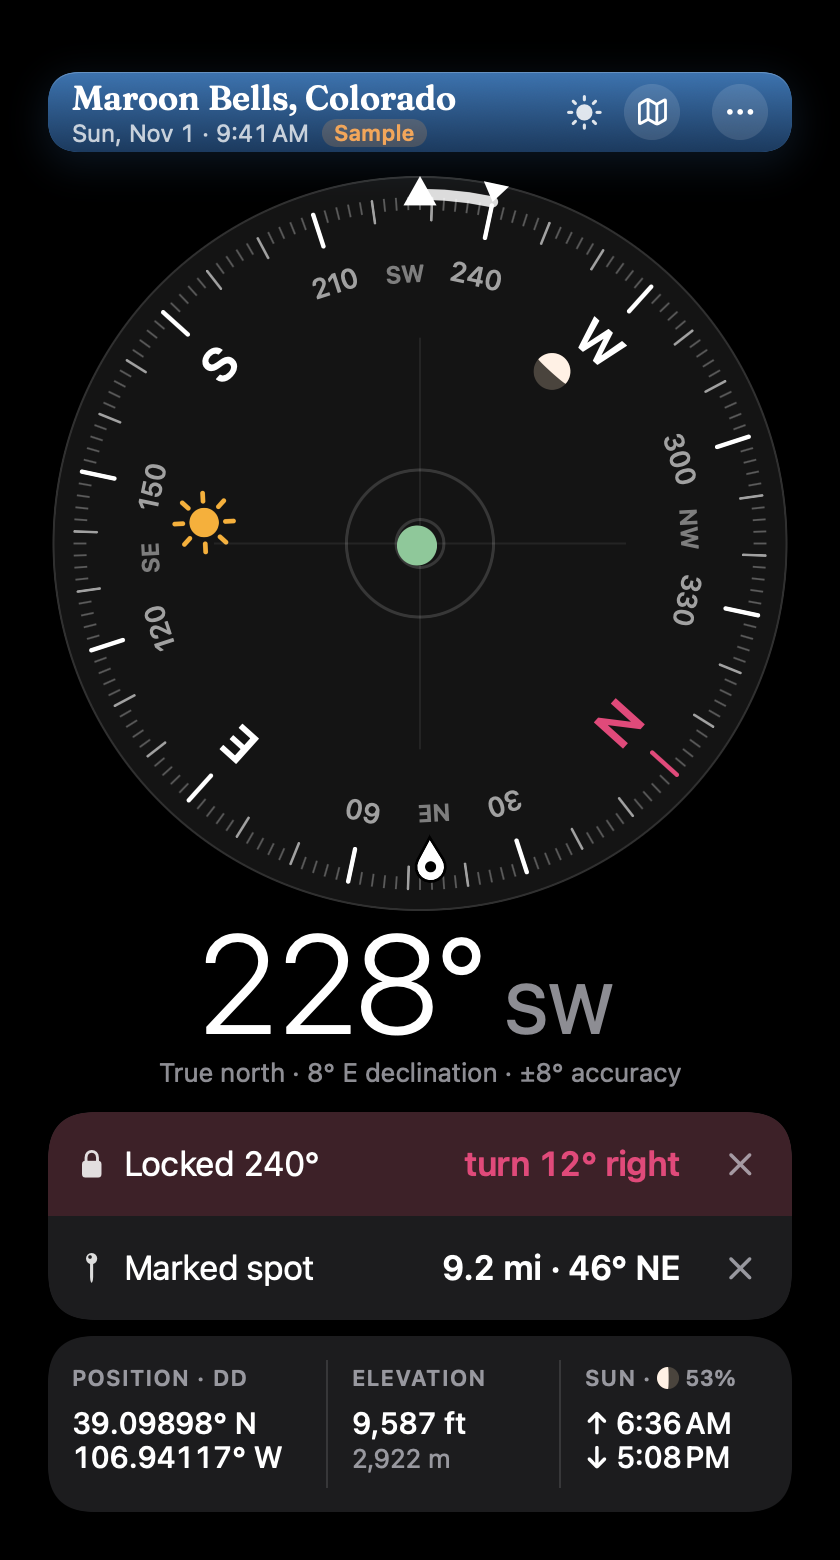 Maroon Bells, Colorado
Sun, Nov 1 · 9:41 AM Sample
210 SW 240
S W
150 300
SE NW
120 330
E N
60 NE 30
228° SW
True north · 8° E declination · ±8° accuracy
Locked 240° turn 12° right
Marked spot 9.2 mi · 46° NE
POSITION · DD
39.09898° N
106.94117° W
ELEVATION
9,587 ft
2,922 m
SUN · 53%
↑ 6:36 AM
↓ 5:08 PM